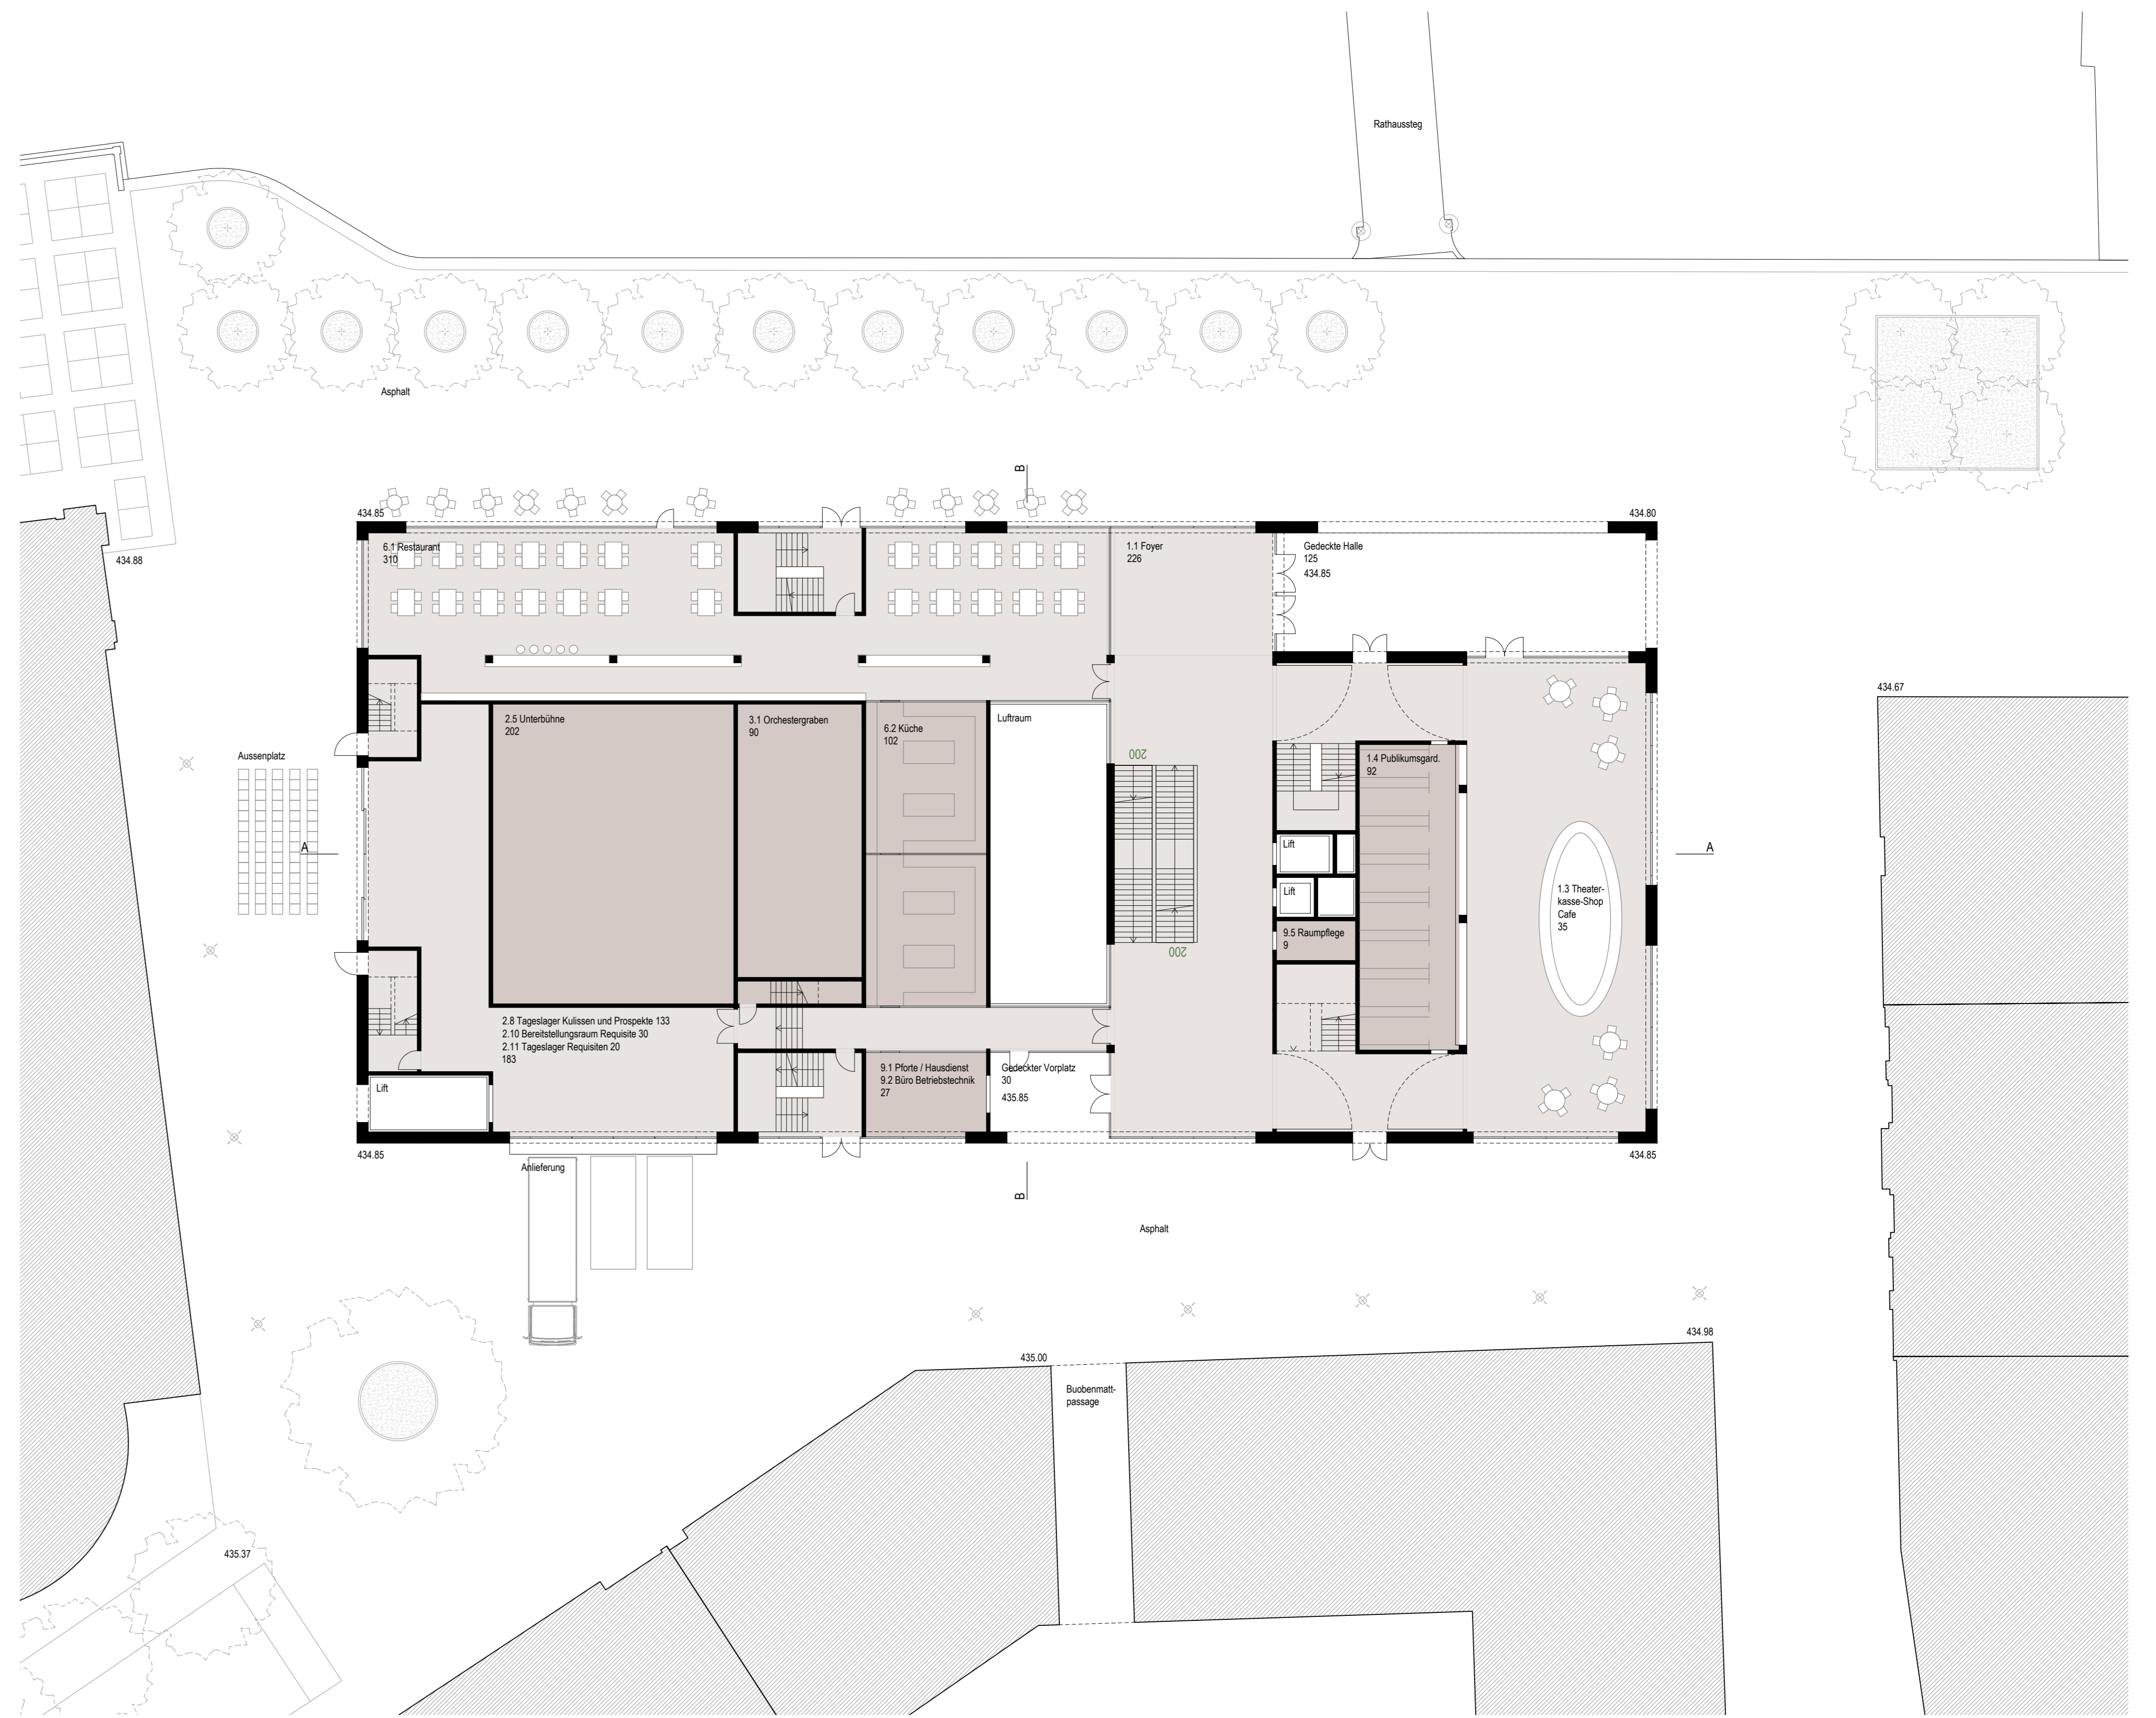 Rathaussteg
Asphalt
B
434.85
434.80
434.88
6.1 Restaurant
310
1.1 Foyer
226
Gedeckte Halle
125
434.85
434.67
Aussenplatz
2.5 Unterbühne
202
3.1 Orchestergraben
90
6.2 Küche
102
Luftraum
200
1.4 Publikumsgard.
92
A
A
Lift
Lift
1.3 Theater-
kasse-Shop
Cafe
35
9.5 Raumpflege
9
200
2.8 Tageslager Kulissen und Prospekte 133
2.10 Bereitstellungsraum Requisite 30
2.11 Tageslager Requisiten 20
183
Lift
9.1 Pforte / Hausdienst
9.2 Büro Betriebstechnik
27
Gedeckter Vorplatz
30
435.85
434.85
434.85
Anlieferung
B
Asphalt
434.98
435.00
Buobenmatt-
passage
435.37